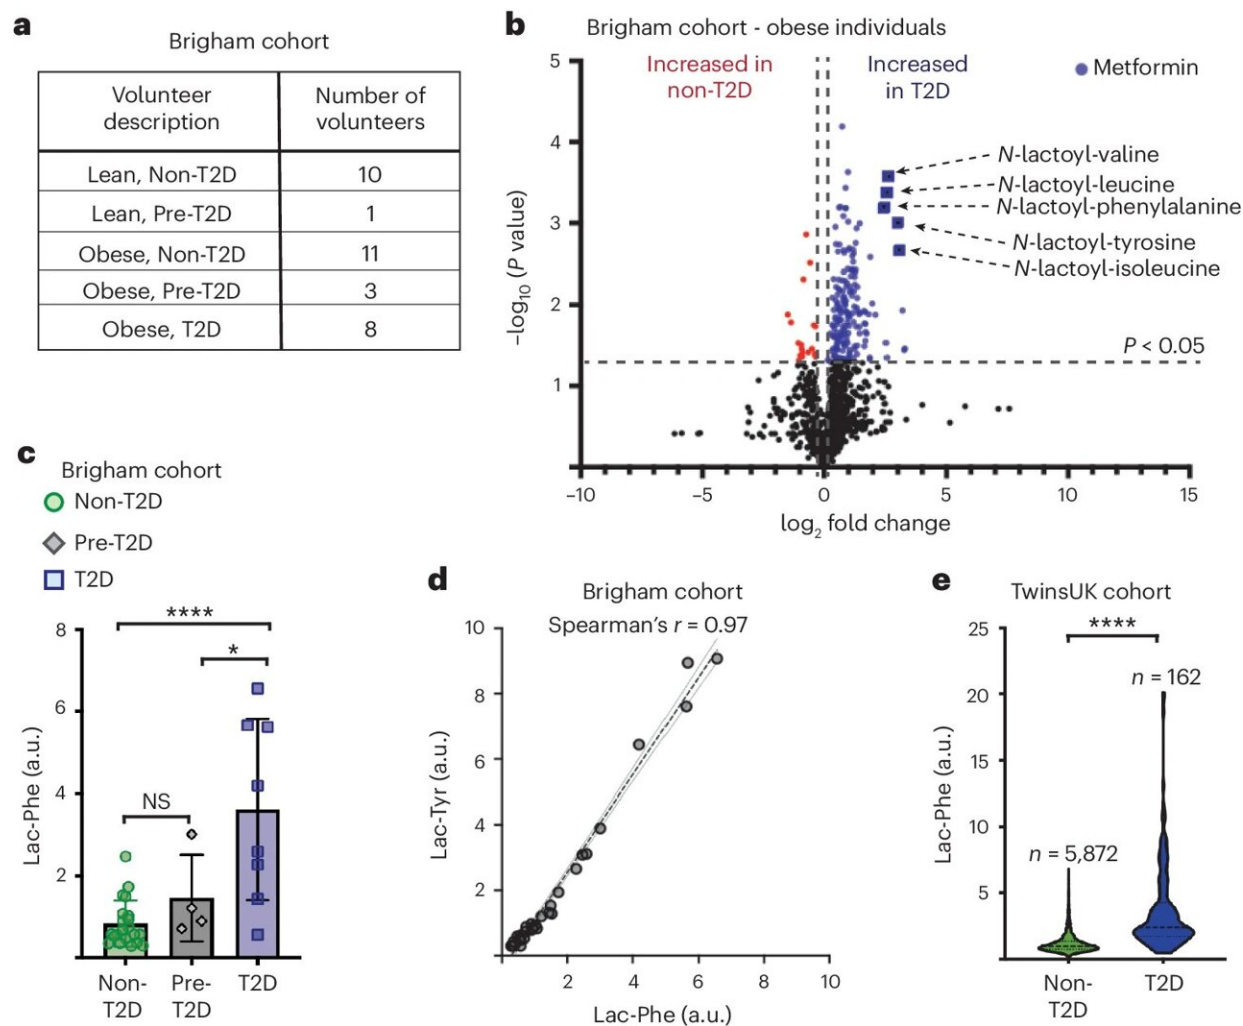 a
Brigham cohort
Volunteer description Number of volunteers
Lean, Non-T2D 10
Lean, Pre-T2D 1
Obese, Non-T2D 11
Obese, Pre-T2D 3
Obese, T2D 8
b
Brigham cohort - obese individuals
Increased in
non-T2D
Increased
in T2D
Metformin
N-lactoyl-valine
N-lactoyl-leucine
N-lactoyl-phenylalanine
N-lactoyl-tyrosine
N-lactoyl-isoleucine
P < 0.05
–log10 (P value)
5
4
3
2
1
–10 –5 0 5 10 15
log2 fold change
c
Brigham cohort
Non-T2D
Pre-T2D
T2D
****
*
NS
Lac-Phe (a.u.)
8
6
4
2
Non-
T2D
Pre-
T2D
T2D
d
Brigham cohort
Spearman's r = 0.97
Lac-Tyr (a.u.)
10
8
6
4
2
2 4 6 8 10
Lac-Phe (a.u.)
e
TwinsUK cohort
****
n = 162
n = 5,872
Lac-Phe (a.u.)
25
20
15
10
5
Non-
T2D
T2D